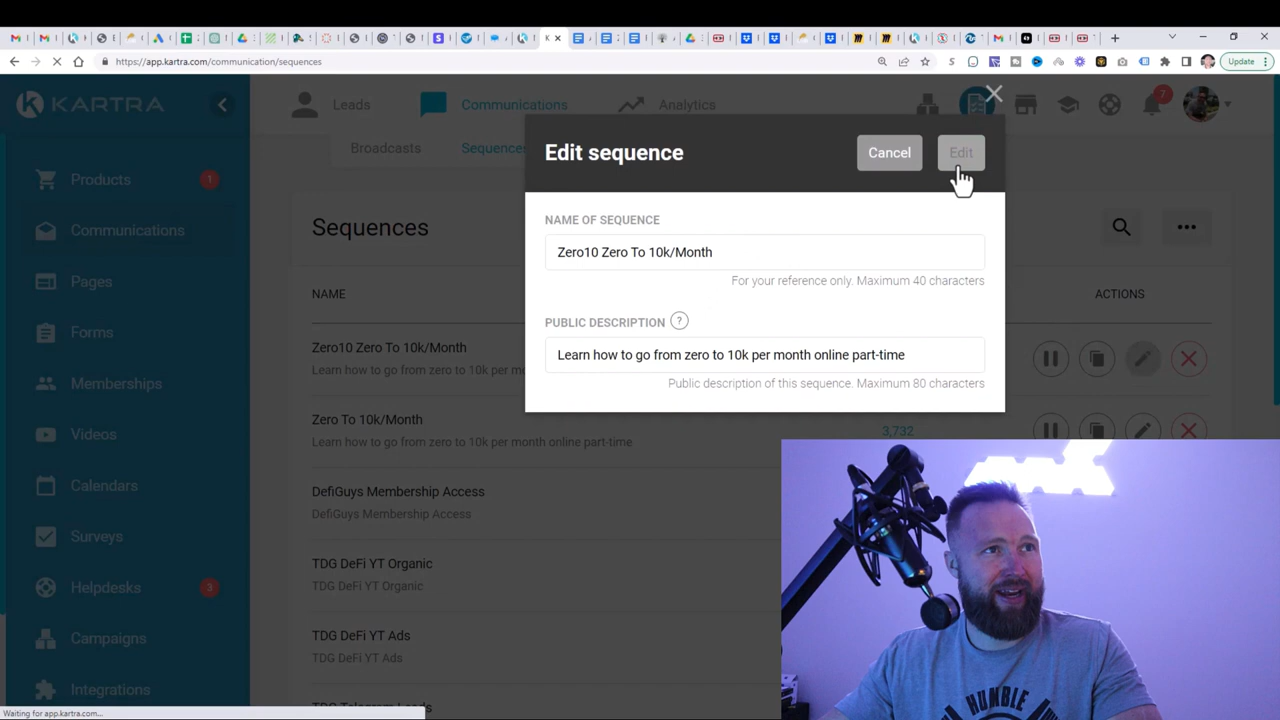 https://app.kartra.com/communication/sequences
Update
KARTRA
Leads
Communications
Analytics
7
Broadcasts
Sequence
Products
1
Communications
Pages
Forms
Memberships
Videos
Calendars
Surveys
Helpdesks
3
Campaigns
Integrations
Edit sequence
Cancel
Edit
NAME OF SEQUENCE
Zero10 Zero To 10k/Month
For your reference only. Maximum 40 characters
PUBLIC DESCRIPTION ?
Learn how to go from zero to 10k per month online part-time
Public description of this sequence. Maximum 80 characters
Sequences
NAME
ACTIONS
Zero10 Zero To 10k/Month
Learn how to go from zero to 10k per m
Zero To 10k/Month
Learn how to go from zero to 10k per month online part-time
3,732
DefiGuys Membership Access
DefiGuys Membership Access
TDG DeFi YT Organic
TDG DeFi YT Organic
TDG DeFi YT Ads
TDG DeFi YT Ads
HUMBLE
Waiting for app.kartra.com...